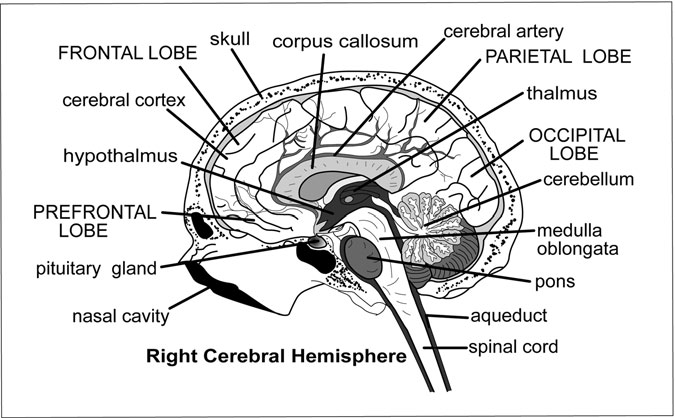 skull
corpus callosum
cerebral artery
FRONTAL LOBE
PARIETAL LOBE
cerebral cortex
thalmus
hypothalmus
OCCIPITAL
LOBE
cerebellum
PREFRONTAL
LOBE
medulla
oblongata
pituitary gland
pons
nasal cavity
aqueduct
spinal cord
Right Cerebral Hemisphere